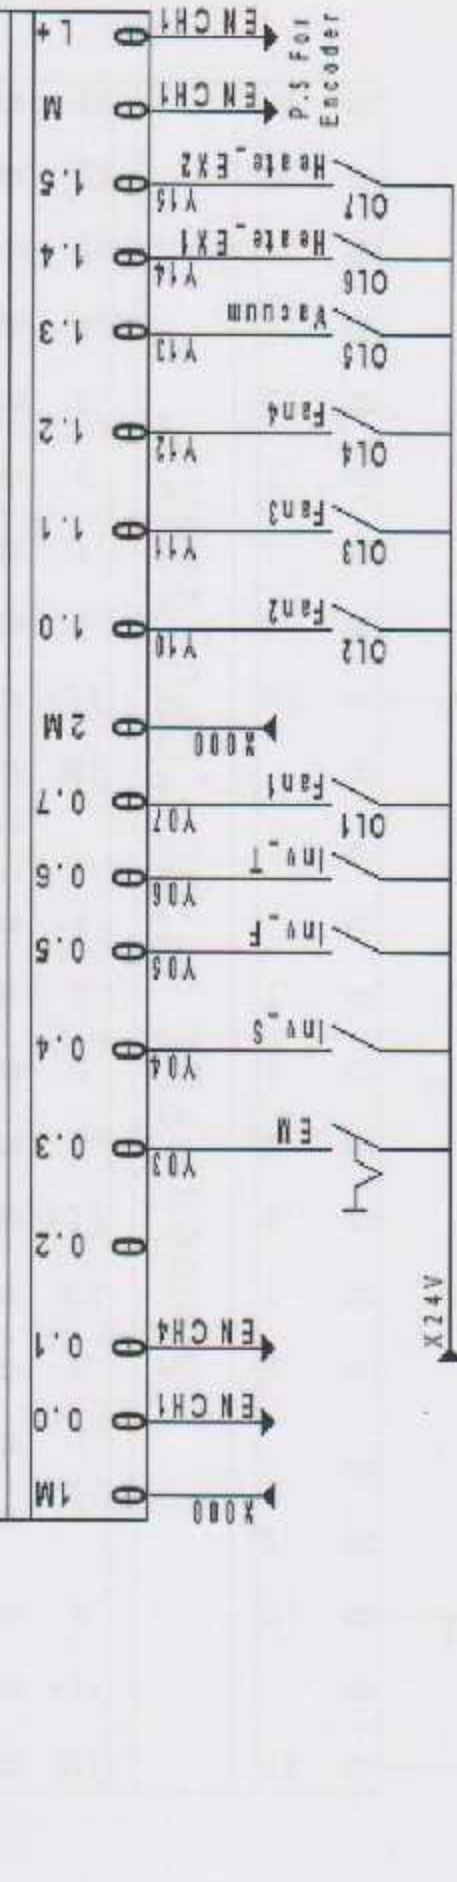 L+
EN CH1
P.S For
Encoder
M
EN CH1
1.5
Y15
Heate_EX2
OL7
1.4
Y14
Heate_EX1
OL6
1.3
Y13
Vacuum
OL5
1.2
Y12
Fan4
OL4
1.1
Y11
Fan3
OL3
1.0
Y10
Fan2
OL2
2M
X000
0.7
Y07
Fan1
OL1
0.6
Y06
Inv_T
0.5
Y05
Inv_F
0.4
Y04
Inv_S
0.3
Y03
EM
0.2
0.1
EN CH4
X24V
0.0
EN CH1
1M
X000